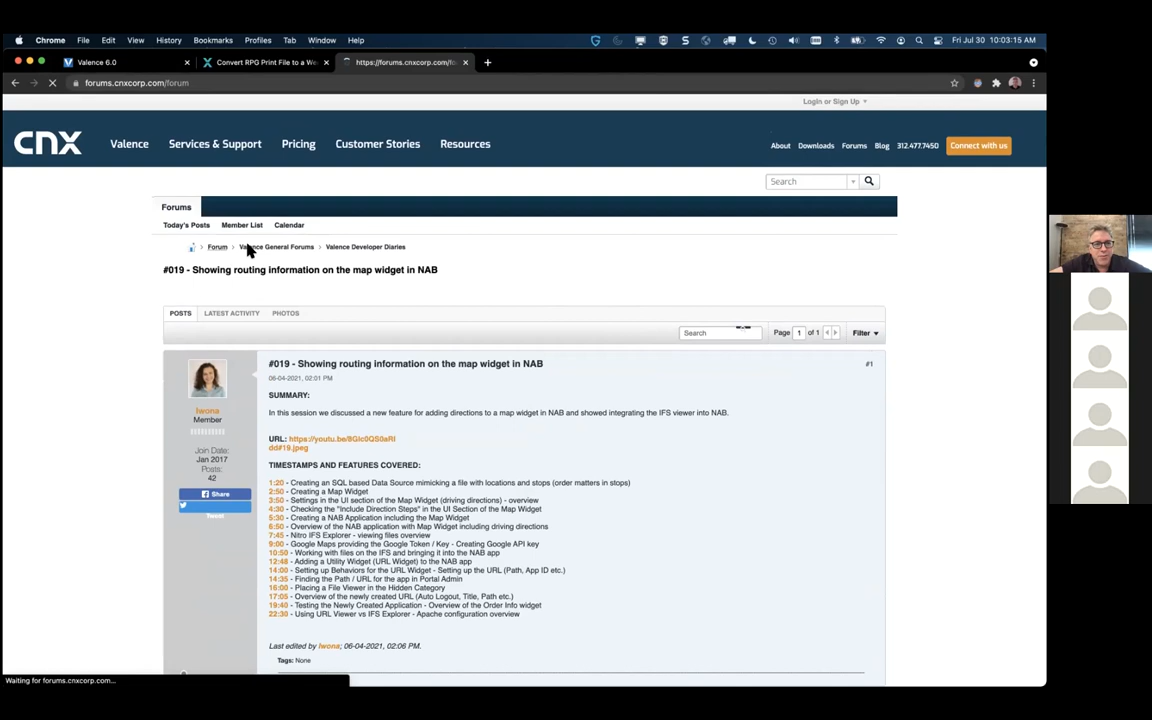 Chrome File Edit View History Bookmarks Profiles Tab Window Help
Fri Jul 30 10:03:15 AM
Valence 6.0
Convert RPG Print File to a We
https://forums.cnxcorp.com/fo
forums.cnxcorp.com/forum
Login or Sign Up
cnx
Valence Services & Support Pricing Customer Stories Resources
About Downloads Forums Blog 312.477.7450 Connect with us
Search
Forums
Today's Posts Member List Calendar
Forum Valence General Forums Valence Developer Diaries
#019 - Showing routing information on the map widget in NAB
POSTS LATEST ACTIVITY PHOTOS
Search Page 1 of 1 Filter
#019 - Showing routing information on the map widget in NAB #1
06-04-2021, 02:01 PM
SUMMARY:
In this session we discussed a new feature for adding directions to a map widget in NAB and showed integrating the IFS viewer into NAB.
Iwona
Member
Join Date:
Jan 2017
Posts:
42
Share
Tweet
URL: https://youtu.be/8Glc0QS0aRI
dd#19.jpeg
TIMESTAMPS AND FEATURES COVERED:
1:20 - Creating an SQL based Data Source mimicking a file with locations and stops (order matters in stops)
2:50 - Creating a Map Widget
3:50 - Settings in the UI section of the Map Widget (driving directions) - overview
4:30 - Checking the "Include Direction Steps" in the UI Section of the Map Widget
5:30 - Creating a NAB Application including the Map Widget
6:50 - Overview of the NAB application with Map Widget including driving directions
7:45 - Nitro IFS Explorer - viewing files overview
9:00 - Google Maps providing the Google Token / Key - Creating Google API key
10:50 - Working with files on the IFS and bringing it into the NAB app
12:48 - Adding a Utility Widget (URL Widget) to the NAB app
14:00 - Setting up Behaviors for the URL Widget - Setting up the URL (Path, App ID etc.)
14:35 - Finding the Path / URL for the app in Portal Admin
16:00 - Placing a File Viewer in the Hidden Category
17:05 - Overview of the newly created URL (Auto Logout, Title, Path etc.)
19:40 - Testing the Newly Created Application - Overview of the Order Info widget
22:30 - Using URL Viewer vs IFS Explorer - Apache configuration overview
Last edited by Iwona; 06-04-2021, 02:06 PM.
Tags: None
Waiting for forums.cnxcorp.com...